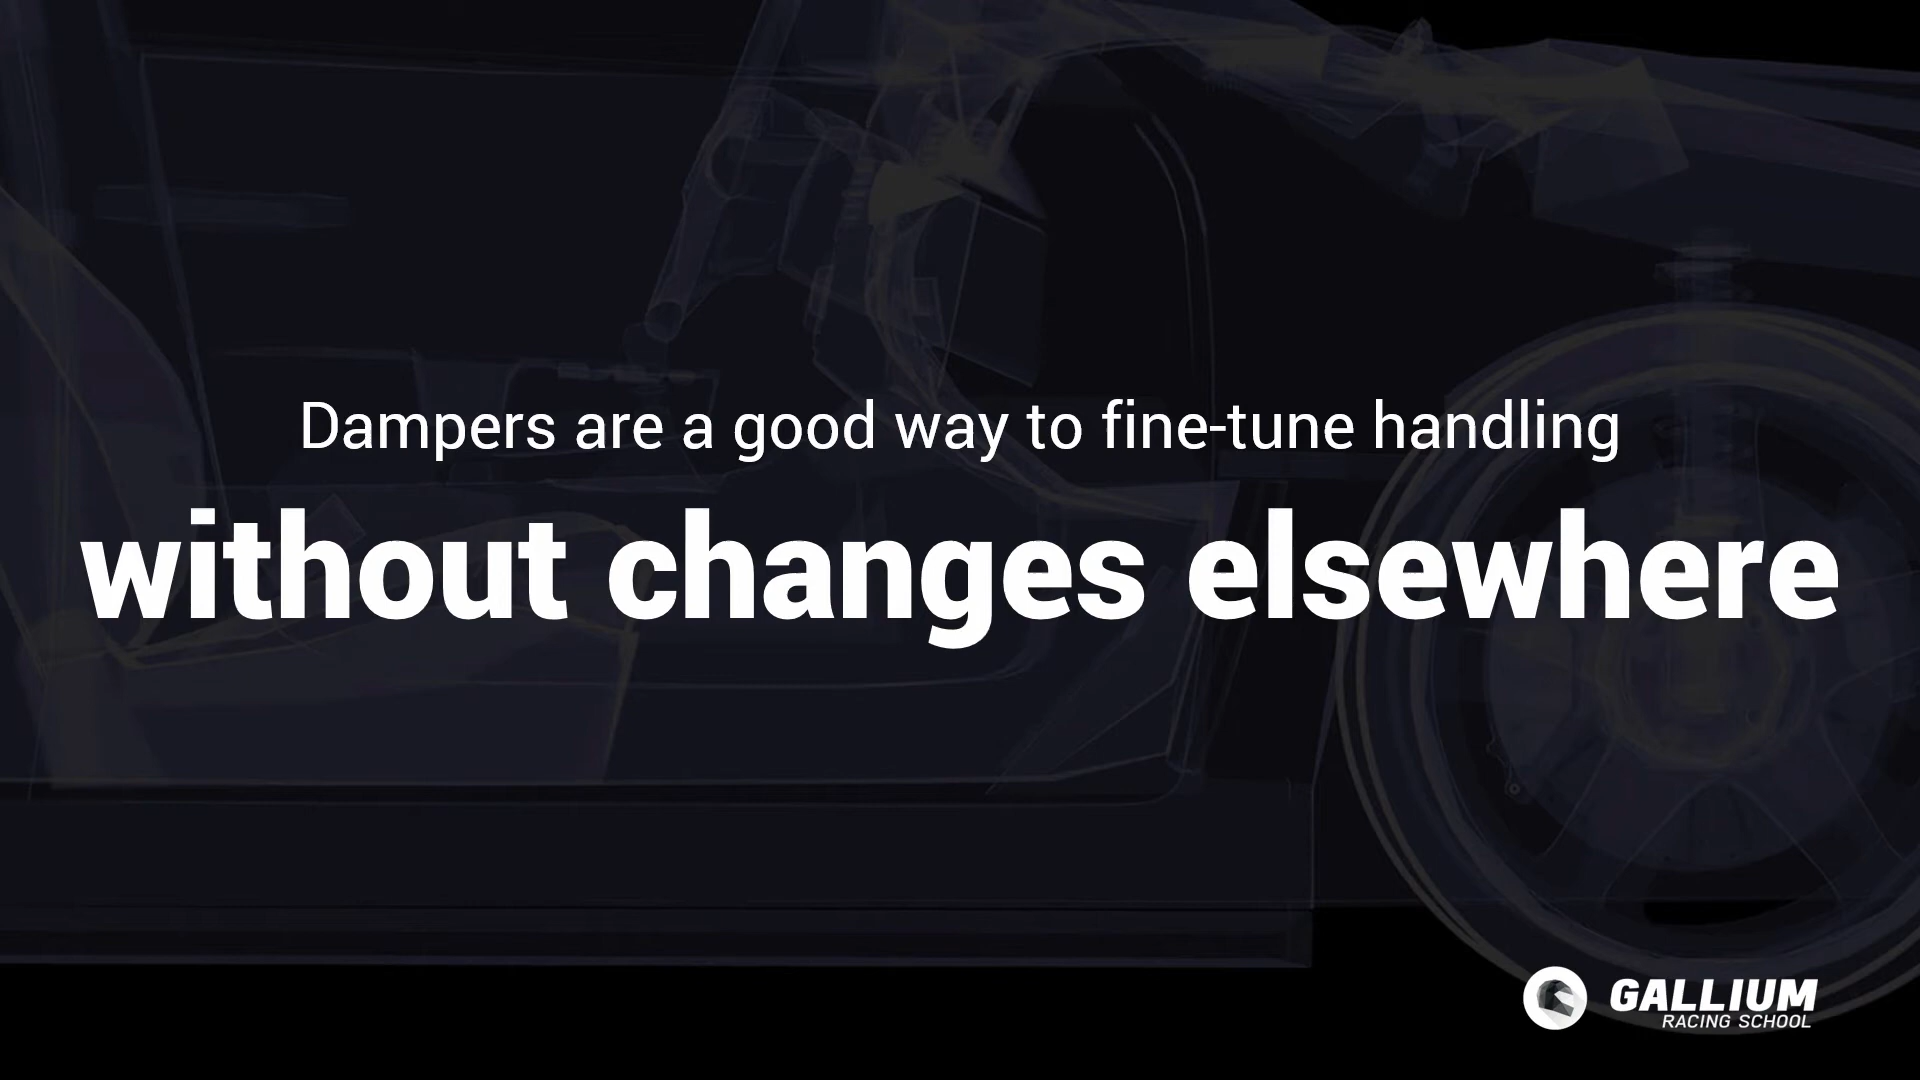 Dampers are a good way to fine-tune handling
without changes elsewhere
GALLIUM
RACING SCHOOL